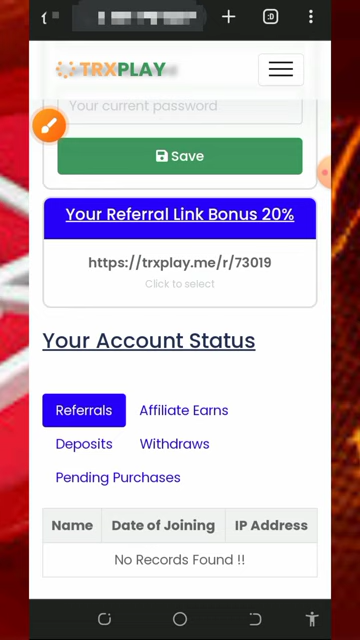 :D
TRXPLAY
Your current password
Save
Your Referral Link Bonus 20%
https://trxplay.me/r/73019
Click to select
Your Account Status
Referrals Affiliate Earns
Deposits Withdraws
Pending Purchases
Name Date of Joining IP Address
No Records Found !!